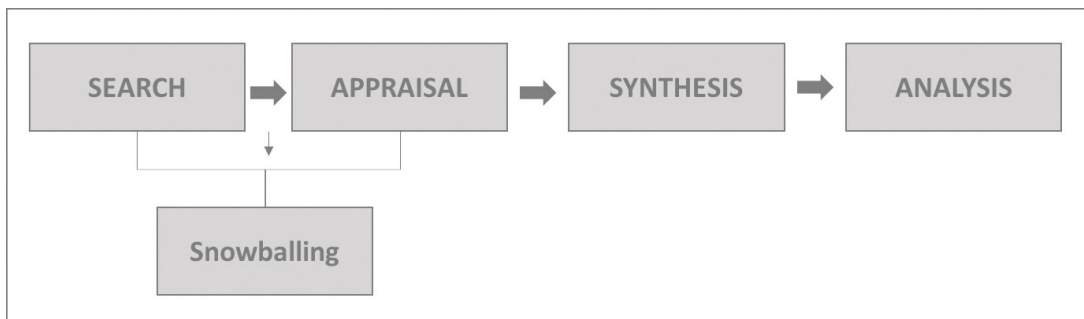 SEARCH
APPRAISAL
SYNTHESIS
ANALYSIS
Snowballing